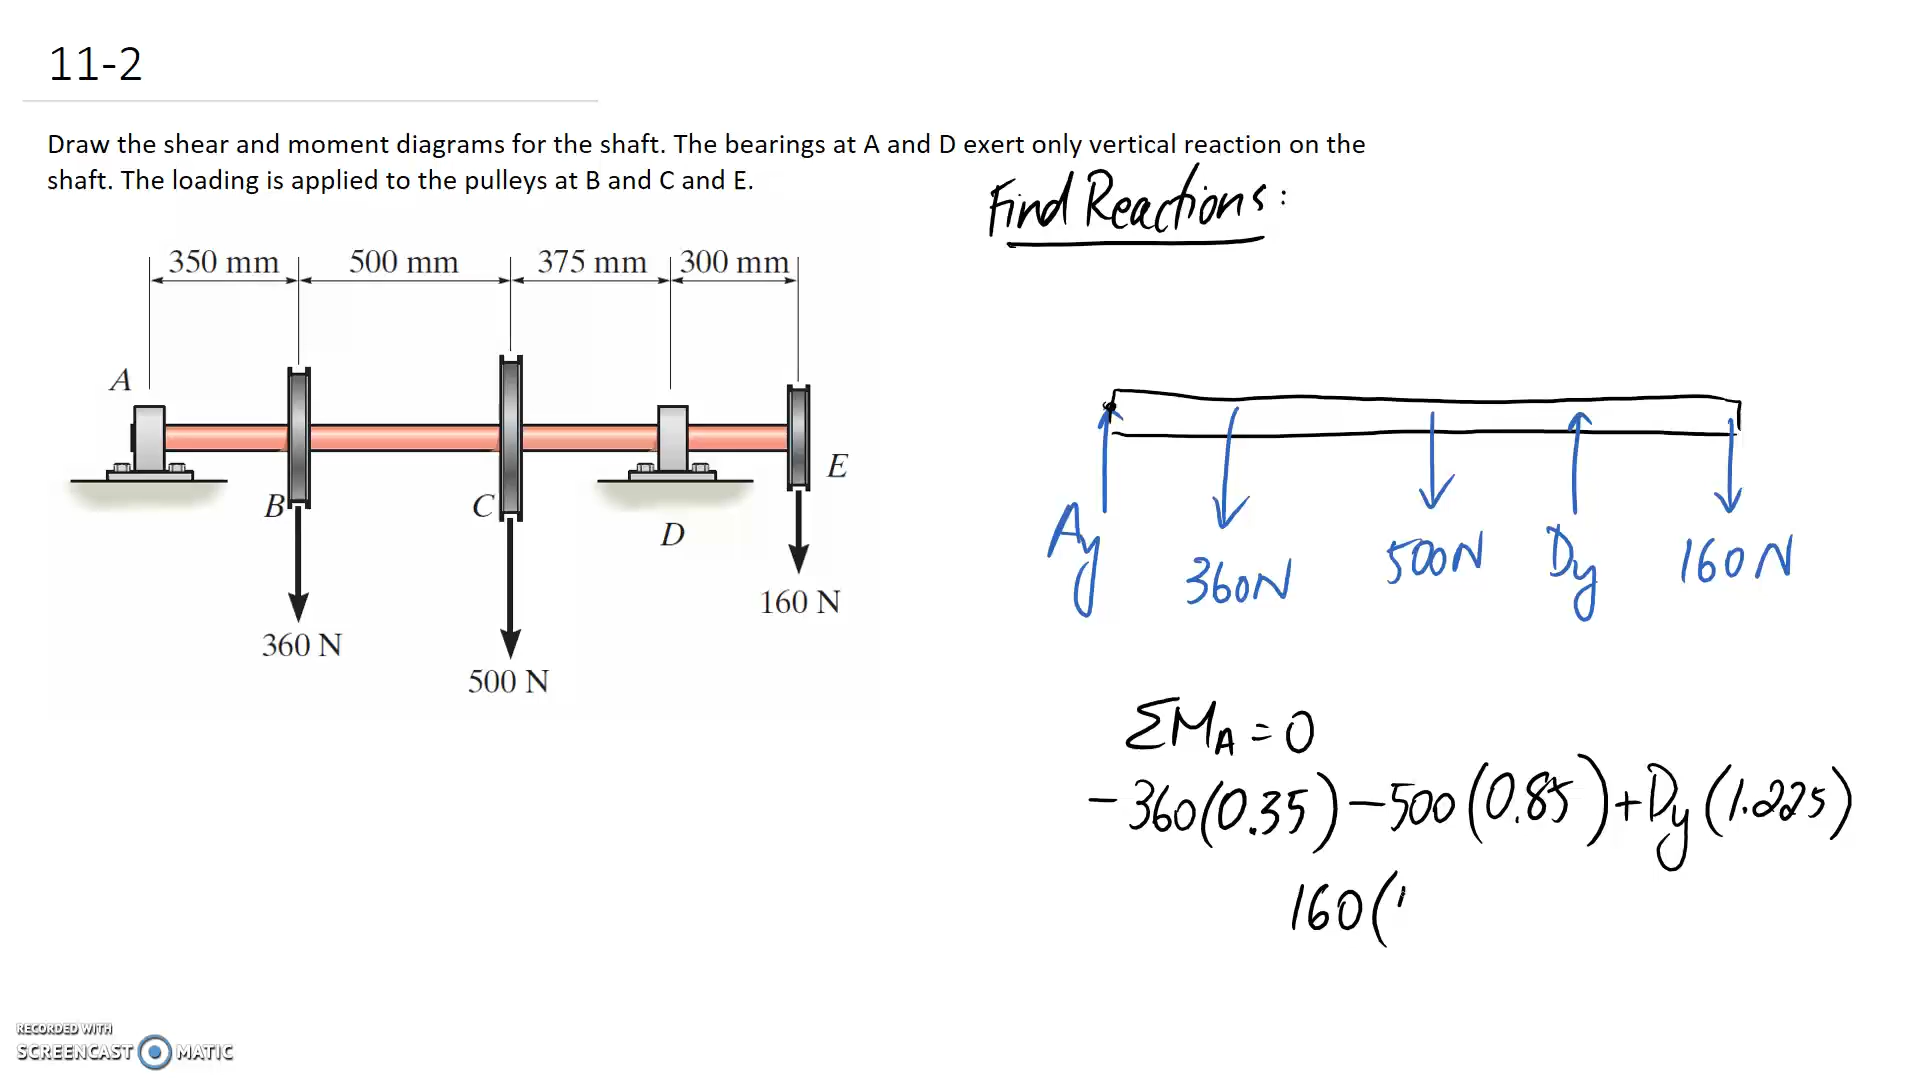 11-2
Draw the shear and moment diagrams for the shaft. The bearings at A and D exert only vertical reaction on the
shaft. The loading is applied to the pulleys at B and C and E.
Find Reactions:
350 mm 500 mm 375 mm 300 mm
A
B
C
D
E
360 N
500 N
160 N
Ay 360N 500N Dy 160N
ΣMA = 0
-360(0.35)-500(0.85)+Dy(1.225)
160(
RECORDED WITH
SCREENCAST MATIC